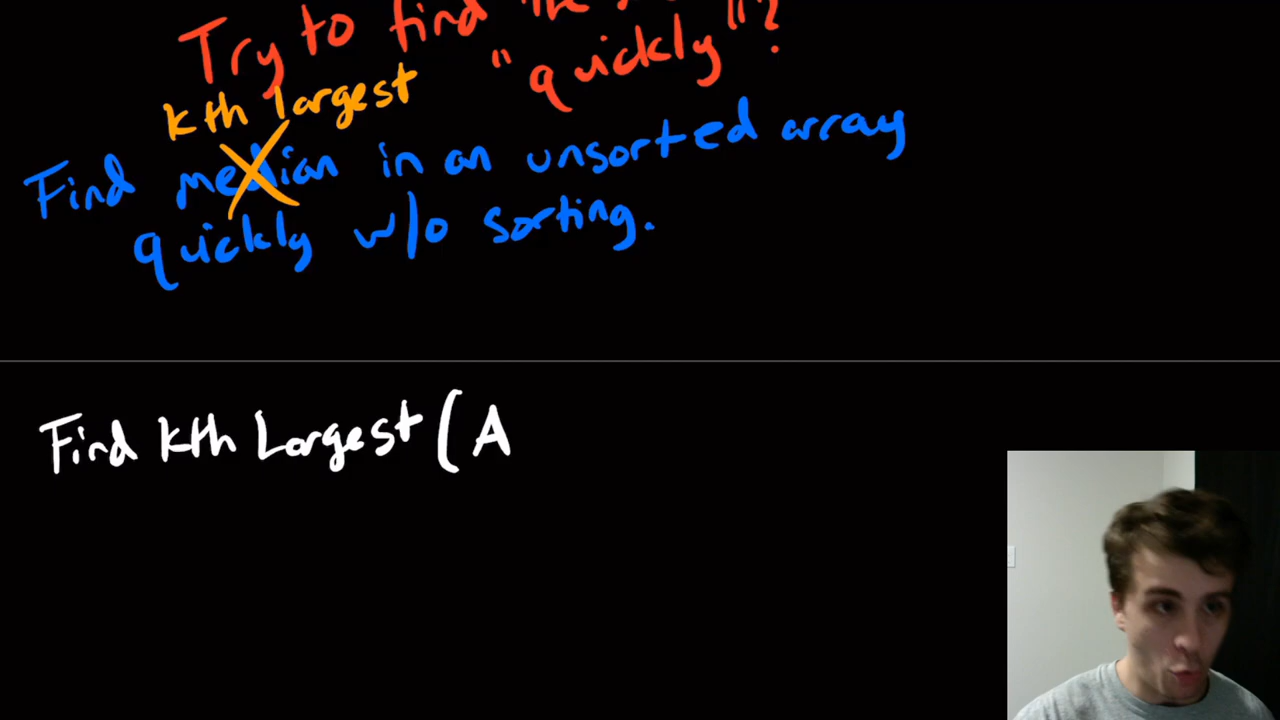 Try to find the
"quickly"?
kth largest
Find median in an unsorted array
quickly w/o sorting.
Find kth Largest (A